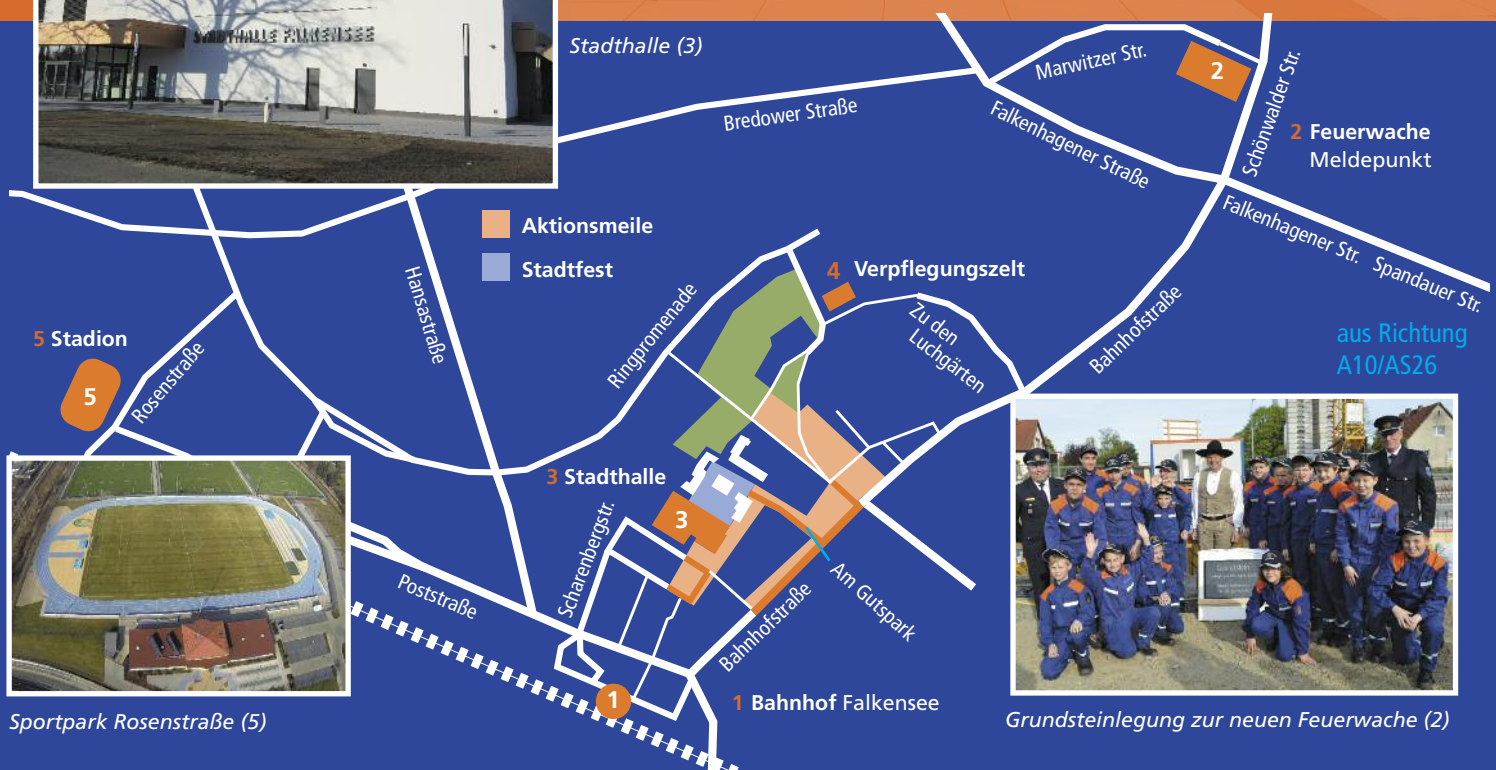 STADTHALLE FALKENSEE
Stadthalle (3)
Marwitzer Str.
2
Schönwalder Str.
Bredower Straße
Falkenhagener Straße
2 Feuerwache
Meldepunkt
Falkenhagener Str.
Spandauer Str.
Aktionsmeile
Stadtfest
Hansastraße
Ringpromenade
4 Verpflegungszelt
Zu den
Luchgärten
Bahnhofstraße
aus Richtung
A10/AS26
5 Stadion
5
Rosenstraße
3 Stadthalle
3
Scharenbergstr.
Poststraße
Am Gutspark
Bahnhofstraße
1
1 Bahnhof Falkensee
Sportpark Rosenstraße (5)
Grundsteinlegung zur neuen Feuerwache (2)